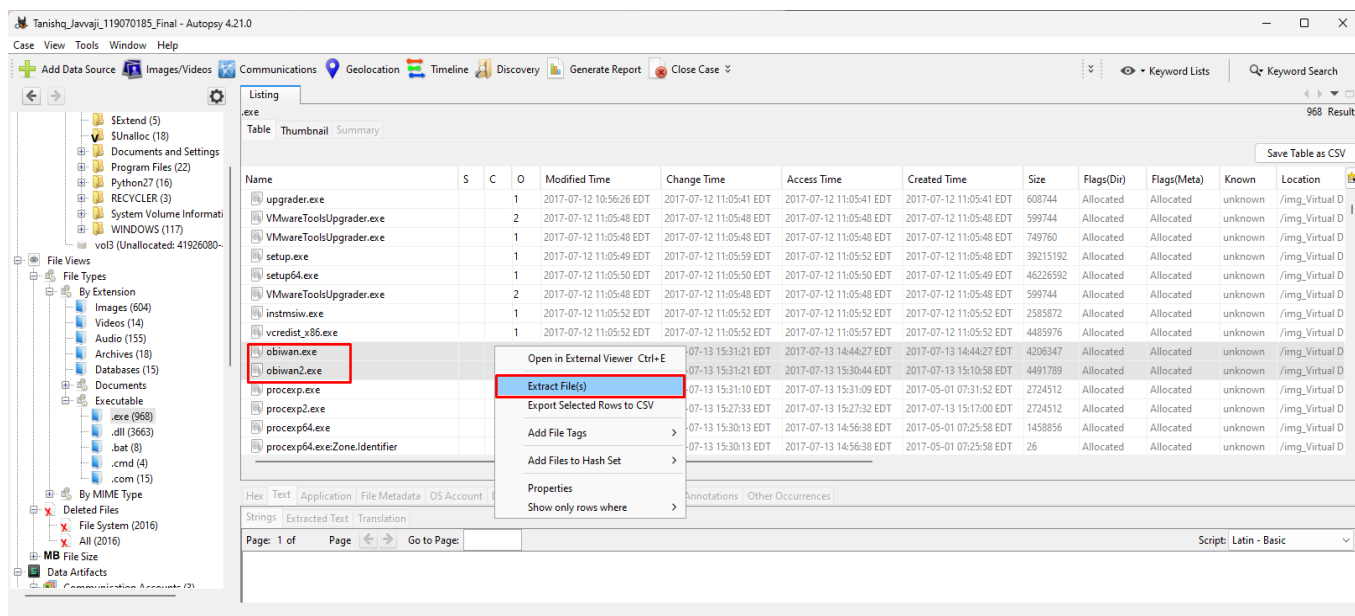 Tanishq_Javvaji_119070185_Final - Autopsy 4.21.0
Case View Tools Window Help
Add Data Source Images/Videos Communications Geolocation Timeline Discovery Generate Report Close Case Keyword Lists Keyword Search
$Extend (5)
$Unalloc (18)
Documents and Settings
Program Files (22)
Python27 (16)
RECYCLER (3)
System Volume Informati
WINDOWS (117)
vol3 (Unallocated: 41926080-
File Views
File Types
By Extension
Images (604)
Videos (14)
Audio (155)
Archives (18)
Databases (15)
Documents
Executable
.exe (968)
.dll (3663)
.bat (8)
.cmd (4)
.com (15)
By MIME Type
Deleted Files
File System (2016)
All (2016)
MB File Size
Data Artifacts
Communication Accounts (3)
Listing
.exe 968 Result
Table Thumbnail Summary
Save Table as CSV
Name S C O Modified Time Change Time Access Time Created Time Size Flags(Dir) Flags(Meta) Known Location
upgrader.exe 1 2017-07-12 10:56:26 EDT 2017-07-12 11:05:41 EDT 2017-07-12 11:05:41 EDT 2017-07-12 11:05:41 EDT 608744 Allocated Allocated unknown /img_Virtual D
VMwareToolsUpgrader.exe 2 2017-07-12 11:05:48 EDT 2017-07-12 11:05:48 EDT 2017-07-12 11:05:48 EDT 2017-07-12 11:05:48 EDT 599744 Allocated Allocated unknown /img_Virtual D
VMwareToolsUpgrader.exe 1 2017-07-12 11:05:48 EDT 2017-07-12 11:05:48 EDT 2017-07-12 11:05:48 EDT 2017-07-12 11:05:48 EDT 749760 Allocated Allocated unknown /img_Virtual D
setup.exe 1 2017-07-12 11:05:49 EDT 2017-07-12 11:05:59 EDT 2017-07-12 11:05:52 EDT 2017-07-12 11:05:48 EDT 39215192 Allocated Allocated unknown /img_Virtual D
setup64.exe 1 2017-07-12 11:05:50 EDT 2017-07-12 11:05:50 EDT 2017-07-12 11:05:50 EDT 2017-07-12 11:05:49 EDT 46226592 Allocated Allocated unknown /img_Virtual D
VMwareToolsUpgrader.exe 2 2017-07-12 11:05:48 EDT 2017-07-12 11:05:48 EDT 2017-07-12 11:05:48 EDT 2017-07-12 11:05:48 EDT 599744 Allocated Allocated unknown /img_Virtual D
instmsiw.exe 1 2017-07-12 11:05:52 EDT 2017-07-12 11:05:52 EDT 2017-07-12 11:05:52 EDT 2017-07-12 11:05:52 EDT 2585872 Allocated Allocated unknown /img_Virtual D
vcredist_x86.exe 1 2017-07-12 11:05:52 EDT 2017-07-12 11:05:52 EDT 2017-07-12 11:05:57 EDT 2017-07-12 11:05:52 EDT 4485976 Allocated Allocated unknown /img_Virtual D
obiwan.exe -07-13 15:31:21 EDT 2017-07-13 14:44:27 EDT 2017-07-13 14:44:27 EDT 4206347 Allocated Allocated unknown /img_Virtual D
obiwan2.exe -07-13 15:31:21 EDT 2017-07-13 15:30:44 EDT 2017-07-13 15:10:58 EDT 4491789 Allocated Allocated unknown /img_Virtual D
procexp.exe -07-13 15:31:10 EDT 2017-07-13 15:31:09 EDT 2017-05-01 07:31:52 EDT 2724512 Allocated Allocated unknown /img_Virtual D
procexp2.exe -07-13 15:27:33 EDT 2017-07-13 15:27:32 EDT 2017-07-13 15:17:00 EDT 2724512 Allocated Allocated unknown /img_Virtual D
procexp64.exe -07-13 15:30:13 EDT 2017-07-13 14:56:38 EDT 2017-05-01 07:25:58 EDT 1458856 Allocated Allocated unknown /img_Virtual D
procexp64.exe:Zone.Identifier -07-13 15:30:13 EDT 2017-07-13 14:56:38 EDT 2017-05-01 07:25:58 EDT 26 Allocated Allocated unknown /img_Virtual D
Open in External Viewer Ctrl+E
Extract File(s)
Export Selected Rows to CSV
Add File Tags
Add Files to Hash Set
Properties
Show only rows where
Hex Text Application File Metadata OS Account Annotations Other Occurrences
Strings Extracted Text Translation
Page: 1 of Page Go to Page: Script: Latin - Basic